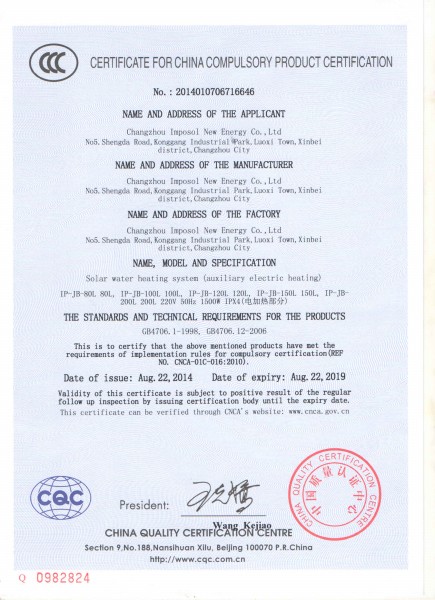 CCC
CERTIFICATE FOR CHINA COMPULSORY PRODUCT CERTIFICATION
No. : 2014010706716646
NAME AND ADDRESS OF THE APPLICANT
Changzhou Imposol New Energy Co., Ltd
No5. Shengda Road, Konggang Industrial Park, Luoxi Town, Xinbei
district, Changzhou City
NAME AND ADDRESS OF THE MANUFACTURER
Changzhou Imposol New Energy Co., Ltd
No5. Shengda Road, Konggang Industrial Park, Luoxi Town, Xinbei
district, Changzhou City
NAME AND ADDRESS OF THE FACTORY
Changzhou Imposol New Energy Co., Ltd
No5. Shengda Road, Konggang Industrial Park, Luoxi Town, Xinbei
district, Changzhou City
NAME, MODEL AND SPECIFICATION
Solar water heating system (auxiliary electric heating)
IP-JB-80L 80L, IP-JB-100L 100L, IP-JB-120L 120L, IP-JB-150L 150L, IP-JB-
200L 200L 220V 50Hz 1500W IPX4(电加热部分)
THE STANDARDS AND TECHNICAL REQUIREMENTS FOR THE PRODUCTS
GB4706.1-1998, GB4706.12-2006
This is to certify that the above mentioned products have met the
requirements of implementation rules for compulsory certification(REF
NO. CNCA-01C-016:2010).
Date of issue: Aug. 22, 2014 Date of expiry: Aug. 22, 2019
Validity of this certificate is subject to positive result of the regular
follow up inspection by issuing certification body until the expiry date.
This certificate can be verified through CNCA's website: www.cnca.gov.cn
CQC
President:
Wang Kejiao
CHINA QUALITY CERTIFICATION CENTRE
中国质量认证中心
CHINA QUALITY CERTIFICATION CENTRE
Section 9, No.188, Nansihuan Xilu, Beijing 100070 P.R.China
http://www.cqc.com.cn
Q 0982824